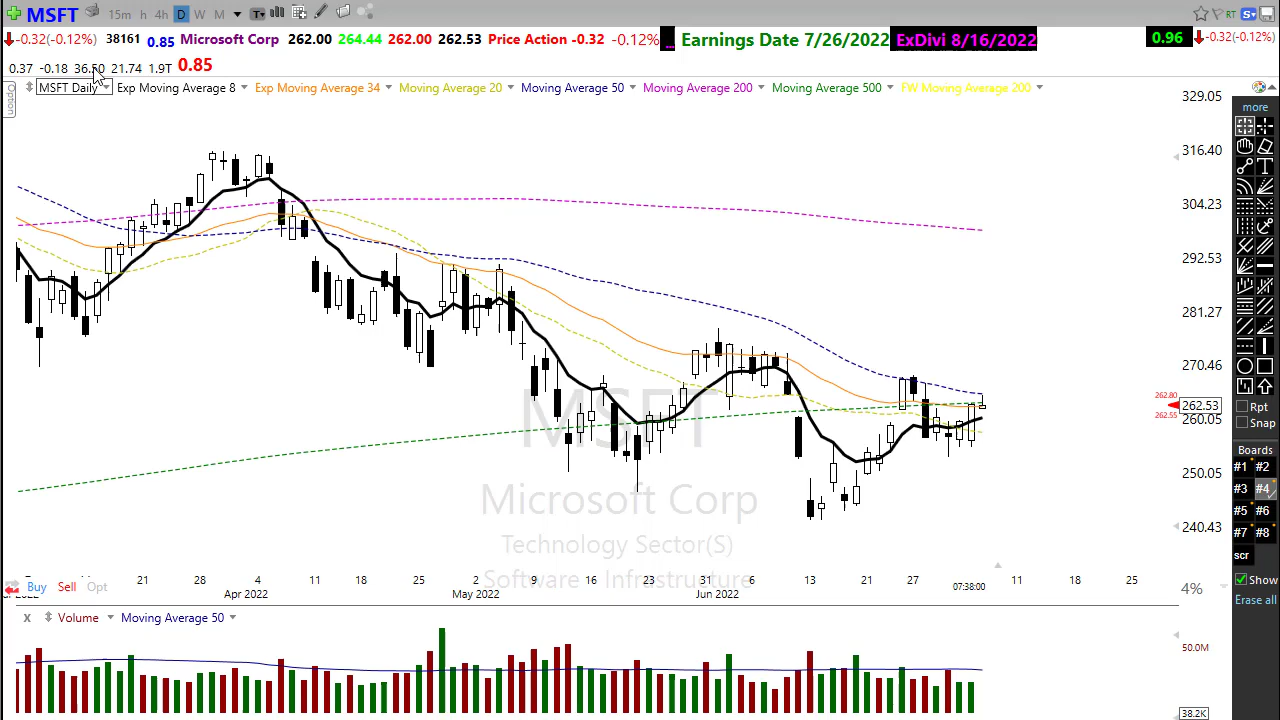 MSFT 15m h 4h D W M T RT S
-0.32(-0.12%) 38161 0.85 Microsoft Corp 262.00 264.44 262.00 262.53 Price Action -0.32 -0.12% ... Earnings Date 7/26/2022 ExDivi 8/16/2022 0.96 -0.32(-0.12%)
0.37 -0.18 36.50 21.74 1.9T 0.85
Option
MSFT Daily Exp Moving Average 8 Exp Moving Average 34 Moving Average 20 Moving Average 50 Moving Average 200 Moving Average 500 FW Moving Average 200
329.05
316.40
304.23
292.53
281.27
270.46
262.80
262.53
262.55
260.05
250.05
240.43
MSFT
Microsoft Corp
Technology Sector(S)
Software - Infrastructure
Buy Sell Opt
21 28 4 11 18 25 2 9 16 23 31 6 13 21 27 07:38:00 11 18 25
Apr 2022 May 2022 Jun 2022
4%
x Volume Moving Average 50
50.0M
38.2K
more
T
Rpt
Snap
Boards
#1 #2
#3 #4
#5 #6
#7 #8
scr
Show
Erase all